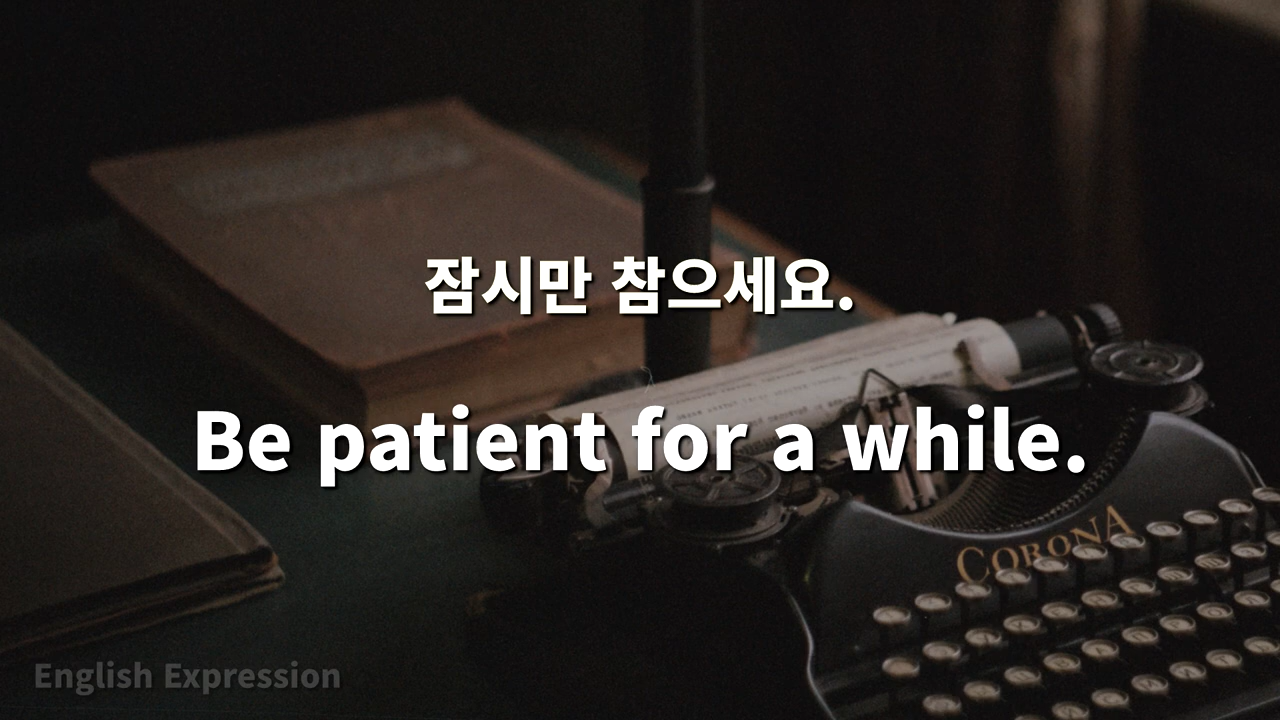 잠시만 참으세요.
Be patient for a while.
CORONA
English Expression